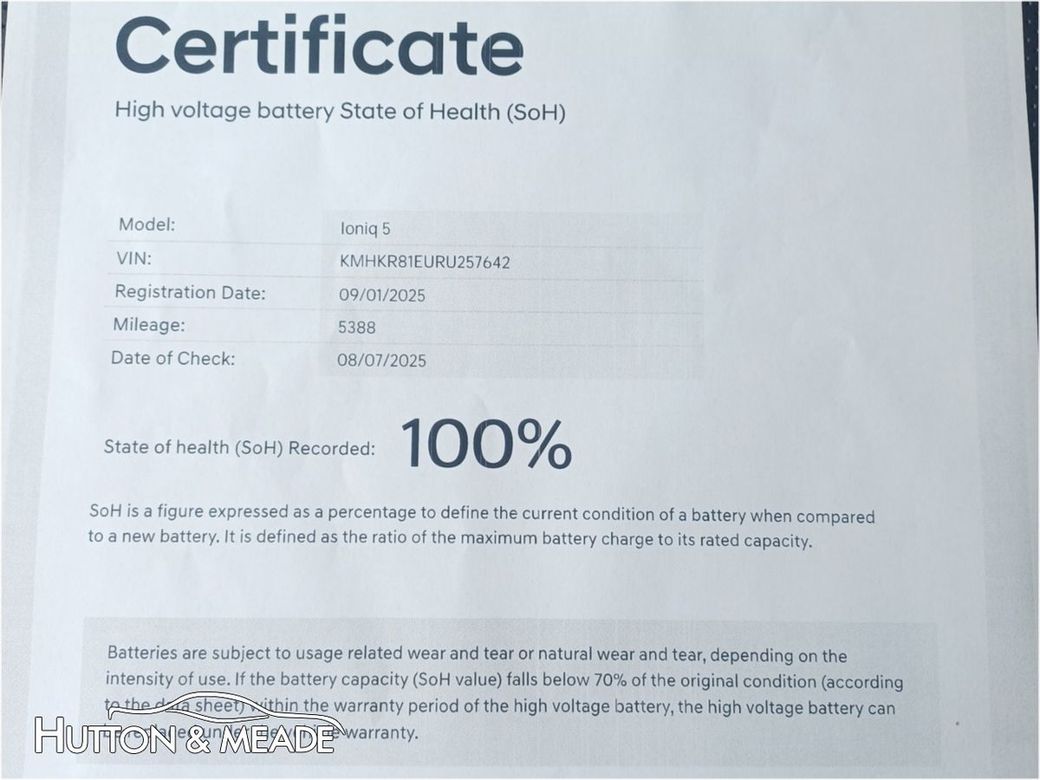 Certificate
High voltage battery State of Health (SoH)
Model: Ioniq 5
VIN: KMHKR81EURU257642
Registration Date: 09/01/2025
Mileage: 5388
Date of Check: 08/07/2025
State of health (SoH) Recorded: 100%
SoH is a figure expressed as a percentage to define the current condition of a battery when compared
to a new battery. It is defined as the ratio of the maximum battery charge to its rated capacity.
Batteries are subject to usage related wear and tear or natural wear and tear, depending on the
intensity of use. If the battery capacity (SoH value) falls below 70% of the original condition (according
to the data sheet) within the warranty period of the high voltage battery, the high voltage battery can
warranty.
HUTTON & MEADE